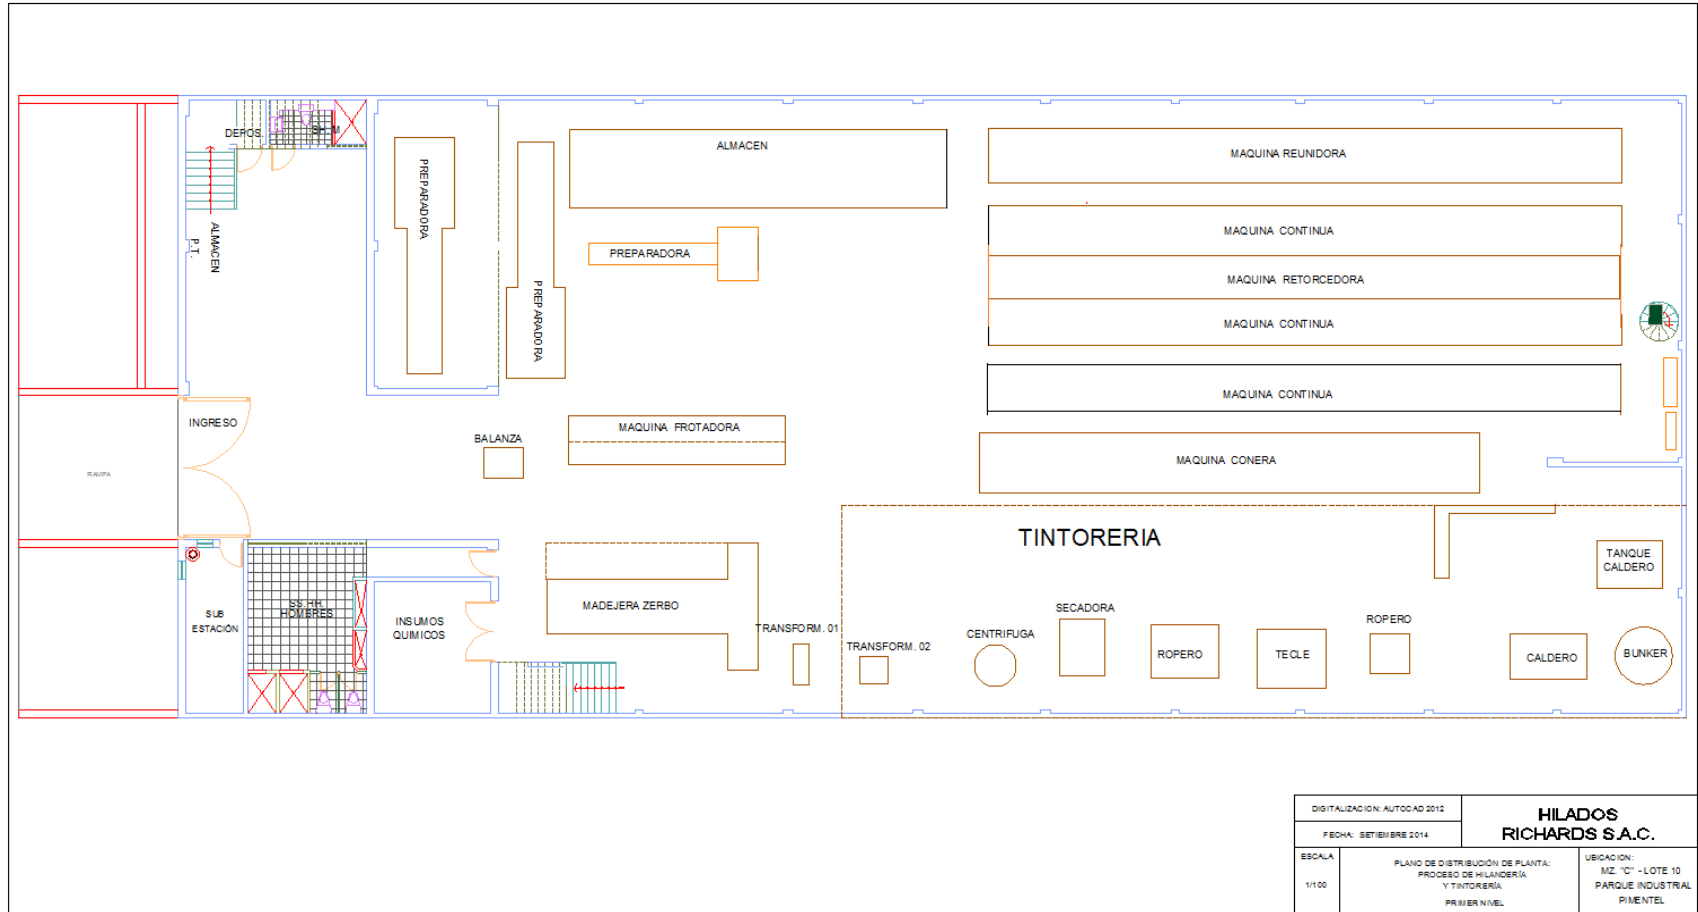 DEPOS.
SH. M
PREPARADORA
ALMACEN
MAQUINA REUNIDORA
ALMACEN
P.T.
MAQUINA CONTINUA
PREPARADORA
MAQUINA RETORCEDORA
PREPARADORA
MAQUINA CONTINUA
MAQUINA CONTINUA
INGRESO
BALANZA
MAQUINA FROTADORA
MAQUINA CONERA
RAMPA
TINTORERIA
TANQUE
CALDERO
SUB
ESTACIÓN
SS.HH.
HOMBRES
INSUMOS
QUIMICOS
MADEJERA ZERBO
TRANSFORM. 01
TRANSFORM. 02
CENTRIFUGA
SECADORA
ROPERO
TECLE
ROPERO
CALDERO
BUNKER
DIGITALIZACION: AUTOCAD 2012
FECHA: SETIEMBRE 2014
HILADOS
RICHARDS S.A.C.
ESCALA
1/100
PLANO DE DISTRIBUCIÓN DE PLANTA:
PROCESO DE HILANDERÍA
Y TINTORERÍA
PRIMER NIVEL
UBICACION:
MZ. "C" - LOTE 10
PARQUE INDUSTRIAL
PIMENTEL